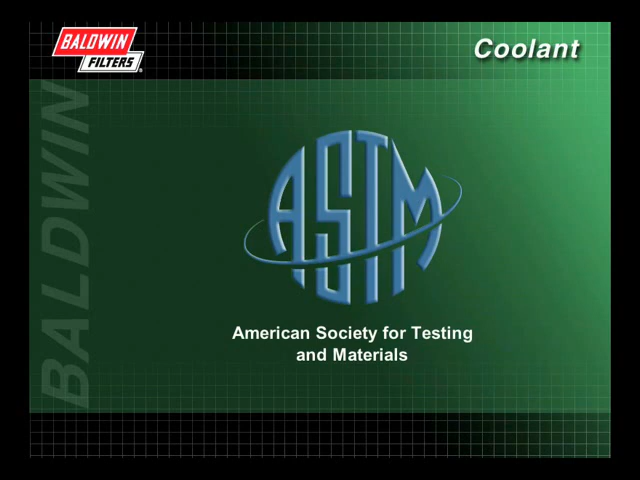 BALDWIN
FILTERS®
Coolant
BALDWIN
ASTM
American Society for Testing
and Materials